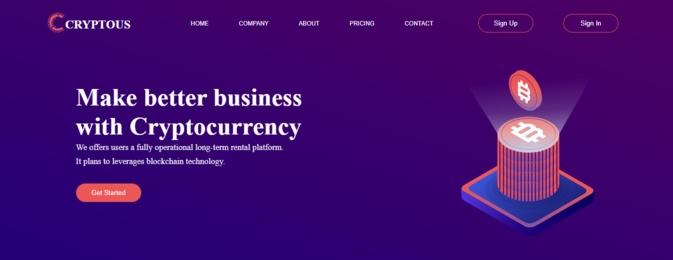 CRYPTOUS
HOME COMPANY ABOUT PRICING CONTACT Sign Up Sign In
Make better business
with Cryptocurrency
We offers users a fully operational long-term rental platform.
It plans to leverages blockchain technology.
Get Started